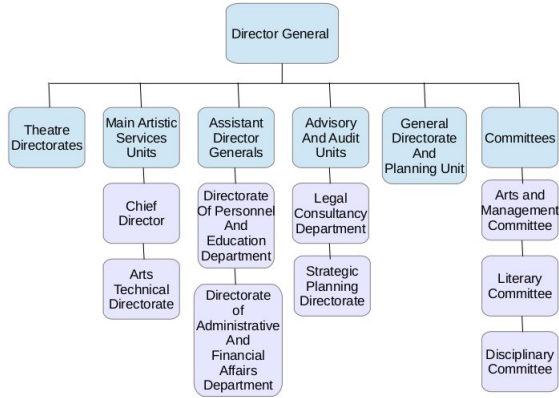 Director General
Theatre
Directorates
Main Artistic
Services
Units
Assistant
Director
Generals
Advisory
And Audit
Units
General
Directorate
And
Planning Unit
Committees
Chief
Director
Arts
Technical
Directorate
Directorate
Of Personnel
And
Education
Department
Directorate
of
Administrative
And
Financial
Affairs
Department
Legal
Consultancy
Department
Strategic
Planning
Directorate
Arts and
Management
Committee
Literary
Committee
Disciplinary
Committee